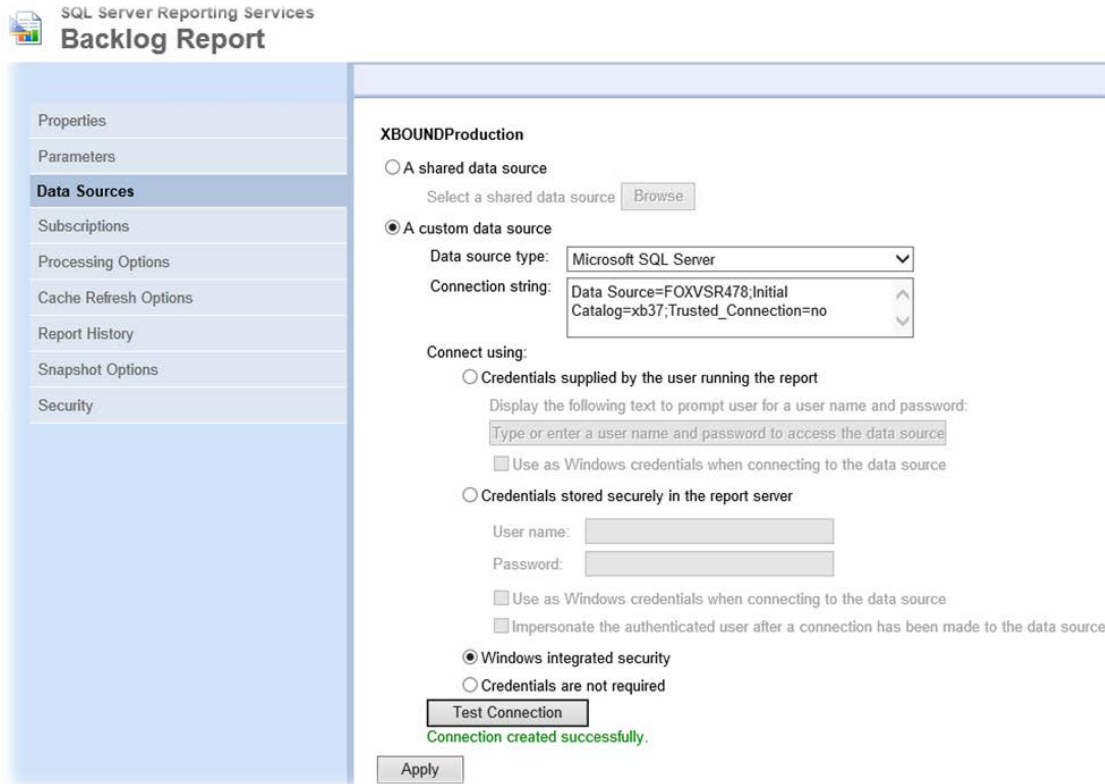 SQL Server Reporting Services
Backlog Report
Properties
Parameters
Data Sources
Subscriptions
Processing Options
Cache Refresh Options
Report History
Snapshot Options
Security
XBOUNDProduction
A shared data source
Select a shared data source Browse
A custom data source
Data source type: Microsoft SQL Server
Connection string: Data Source=FOXVSR478;Initial
Catalog=xb37;Trusted_Connection=no
Connect using:
Credentials supplied by the user running the report
Display the following text to prompt user for a user name and password:
Type or enter a user name and password to access the data source
Use as Windows credentials when connecting to the data source
Credentials stored securely in the report server
User name:
Password:
Use as Windows credentials when connecting to the data source
Impersonate the authenticated user after a connection has been made to the data source
Windows integrated security
Credentials are not required
Test Connection
Connection created successfully.
Apply